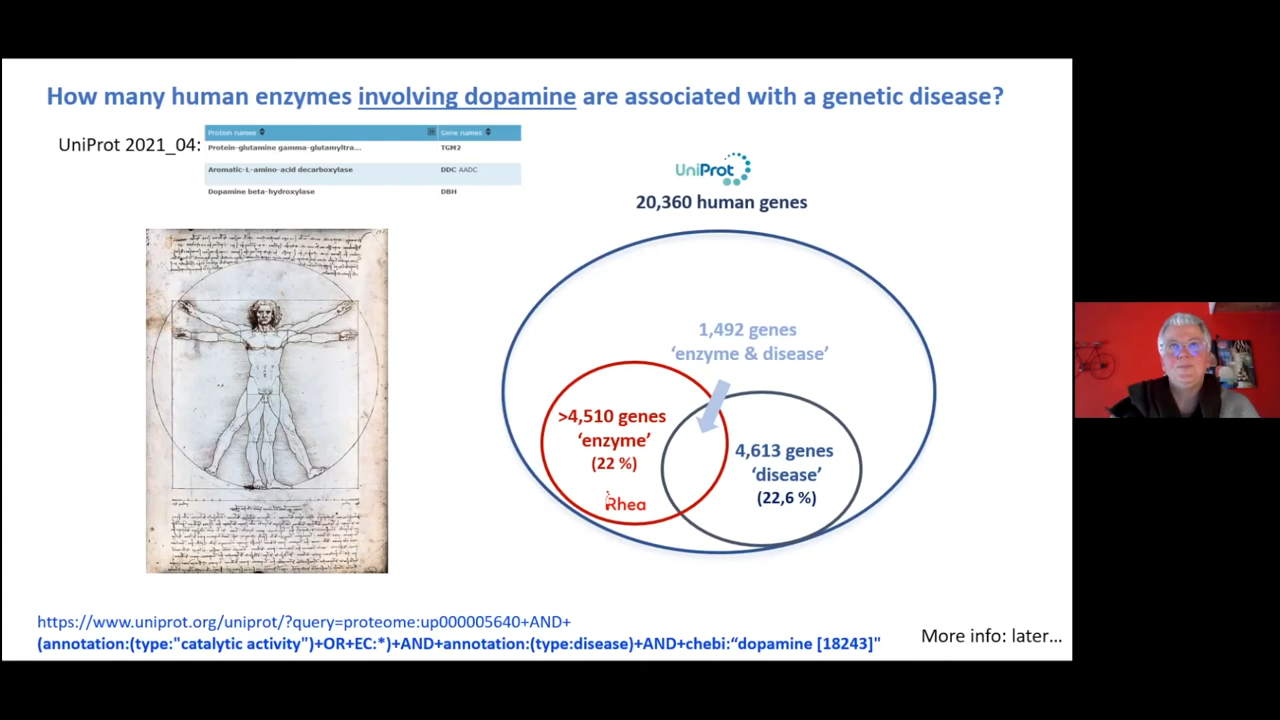 How many human enzymes involving dopamine are associated with a genetic disease?
UniProt 2021_04:
Protein names Gene names
Protein-glutamine gamma-glutamyltra... TGM2
Aromatic-L-amino-acid decarboxylase DDC AADC
Dopamine beta-hydroxylase DBH
UniProt
20,360 human genes
1,492 genes
‘enzyme & disease’
>4,510 genes
‘enzyme’
(22 %)
Rhea
4,613 genes
‘disease’
(22,6 %)
https://www.uniprot.org/uniprot/?query=proteome:up000005640+AND+
(annotation:(type:"catalytic activity")+OR+EC:*)+AND+annotation:(type:disease)+AND+chebi:“dopamine [18243]"
More info: later...